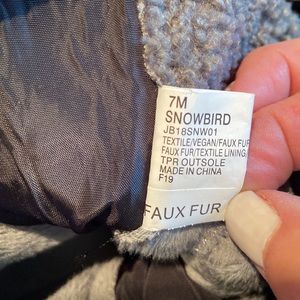 7M
SNOWBIRD
JB18SNW01
TEXTILE/VEGAN/FAUX FUR
FAUX FUR/TEXTILE LINING
TPR OUTSOLE
MADE IN CHINA
F19
FAUX FUR